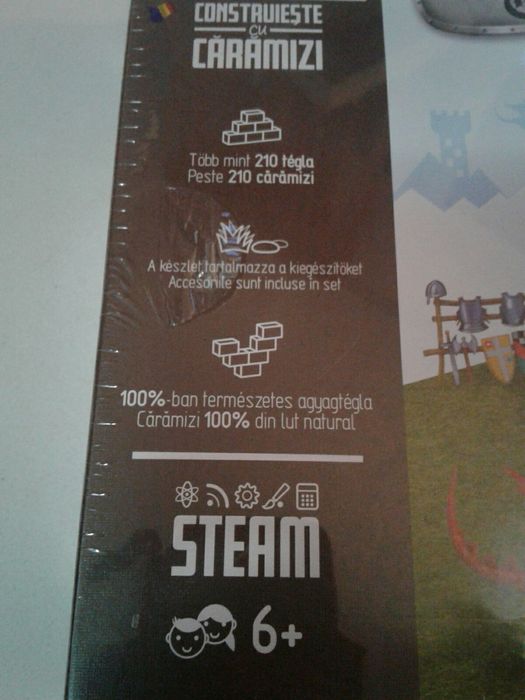 CONSTRUIEȘTE
CU
CĂRĂMIZI
Több mint 210 tégla
Peste 210 cărămizi
A készlet tartalmazza a kiegészítőket
Accesoriile sunt incluse în set
100%-ban természetes agyagtégla
Cărămizi 100% din lut natural
STEAM
6+